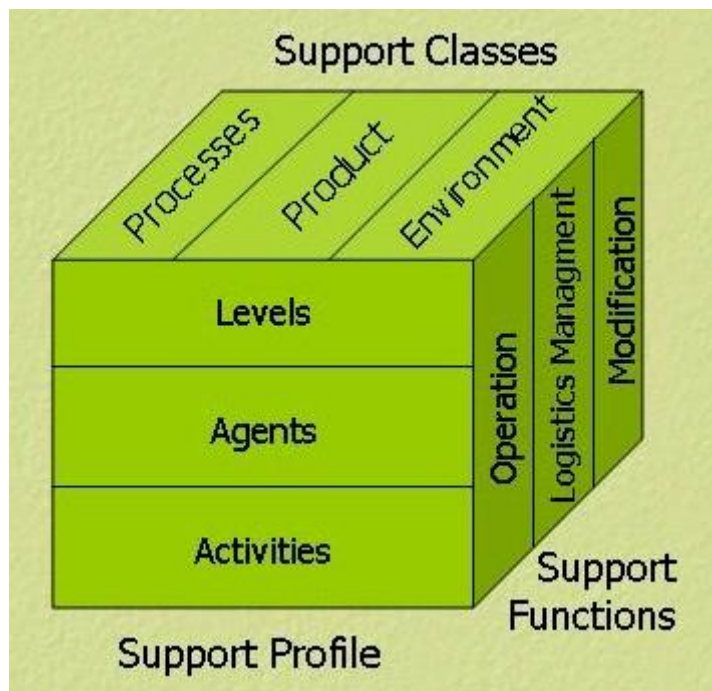 Support Classes
Processes
Product
Environment
Levels
Agents
Activities
Operation
Logistics Managment
Modification
Support
Functions
Support Profile